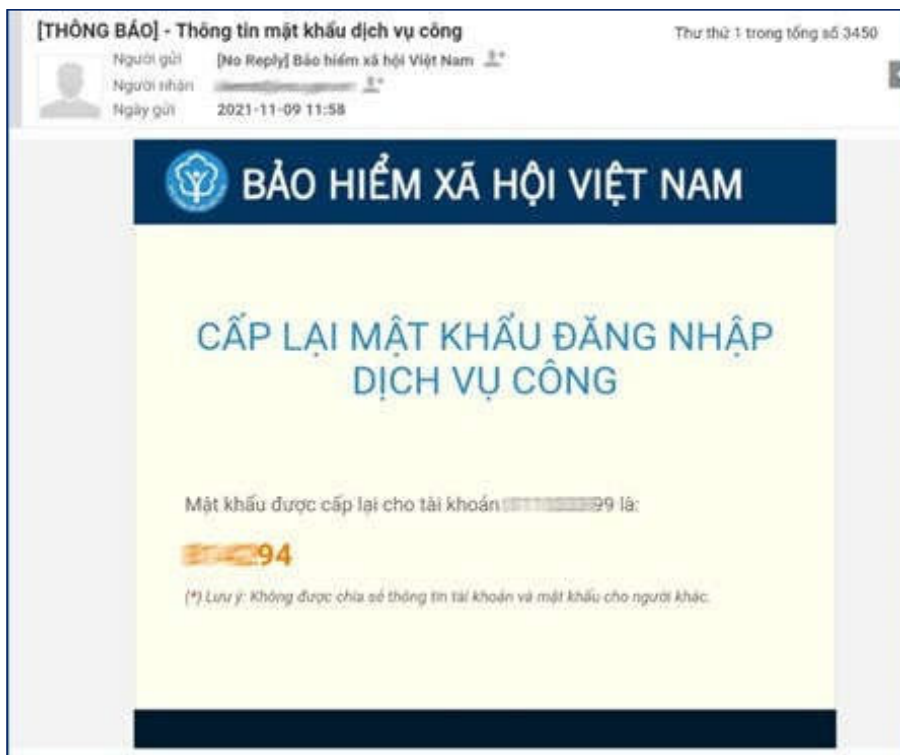 [THÔNG BÁO] - Thông tin mật khẩu dịch vụ công
Thư thứ 1 trong tổng số 3450
Người gửi [No Reply] Bảo hiểm xã hội Việt Nam
Người nhận
Ngày gửi 2021-11-09 11:58
BẢO HIỂM XÃ HỘI VIỆT NAM
CẤP LẠI MẬT KHẨU ĐĂNG NHẬP
DỊCH VỤ CÔNG
Mật khẩu được cấp lại cho tài khoản 99 là:
94
(*) Lưu ý: Không được chia sẻ thông tin tài khoản và mật khẩu cho người khác.